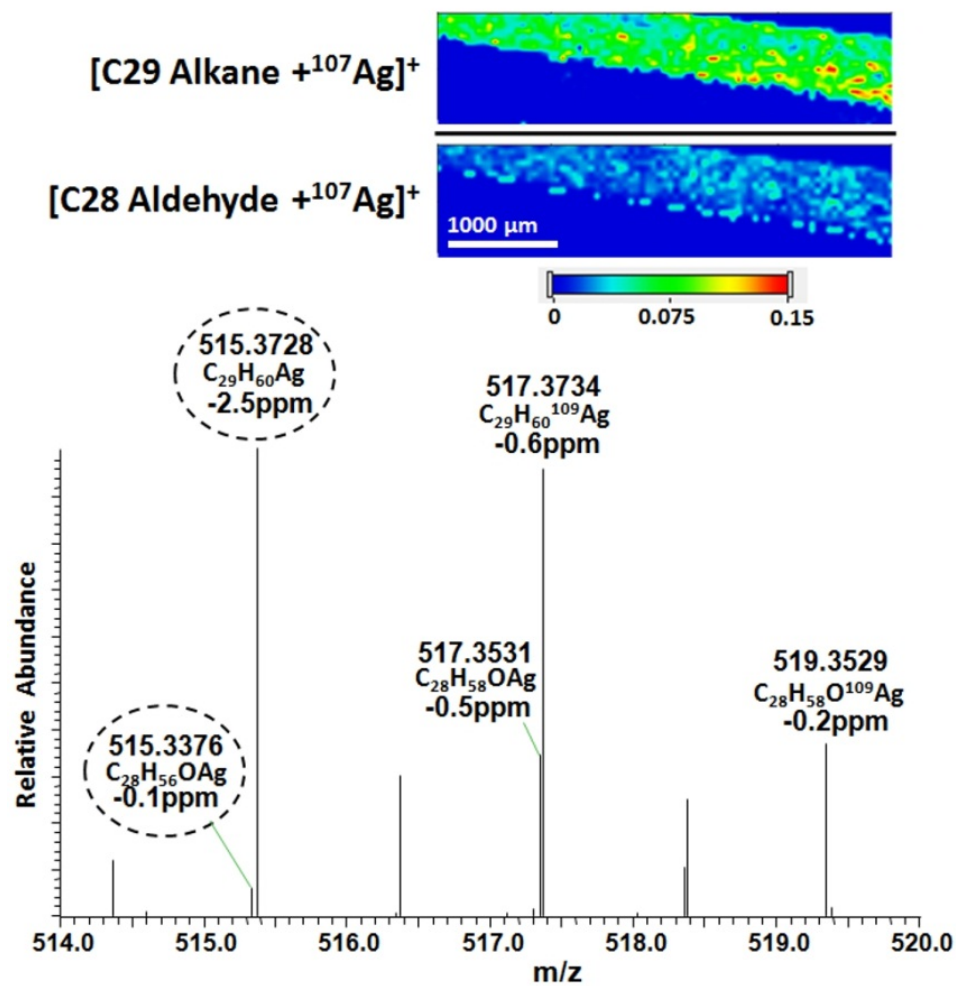 [C29 Alkane +¹⁰⁷Ag]⁺
[C28 Aldehyde +¹⁰⁷Ag]⁺
1000 µm
0 0.075 0.15
515.3728
C₂₉H₆₀Ag
-2.5ppm
517.3734
C₂₉H₆₀¹⁰⁹Ag
-0.6ppm
517.3531
C₂₈H₅₈OAg
-0.5ppm
519.3529
C₂₈H₅₈O¹⁰⁹Ag
-0.2ppm
515.3376
C₂₈H₅₆OAg
-0.1ppm
Relative Abundance
514.0 515.0 516.0 517.0 518.0 519.0 520.0
m/z